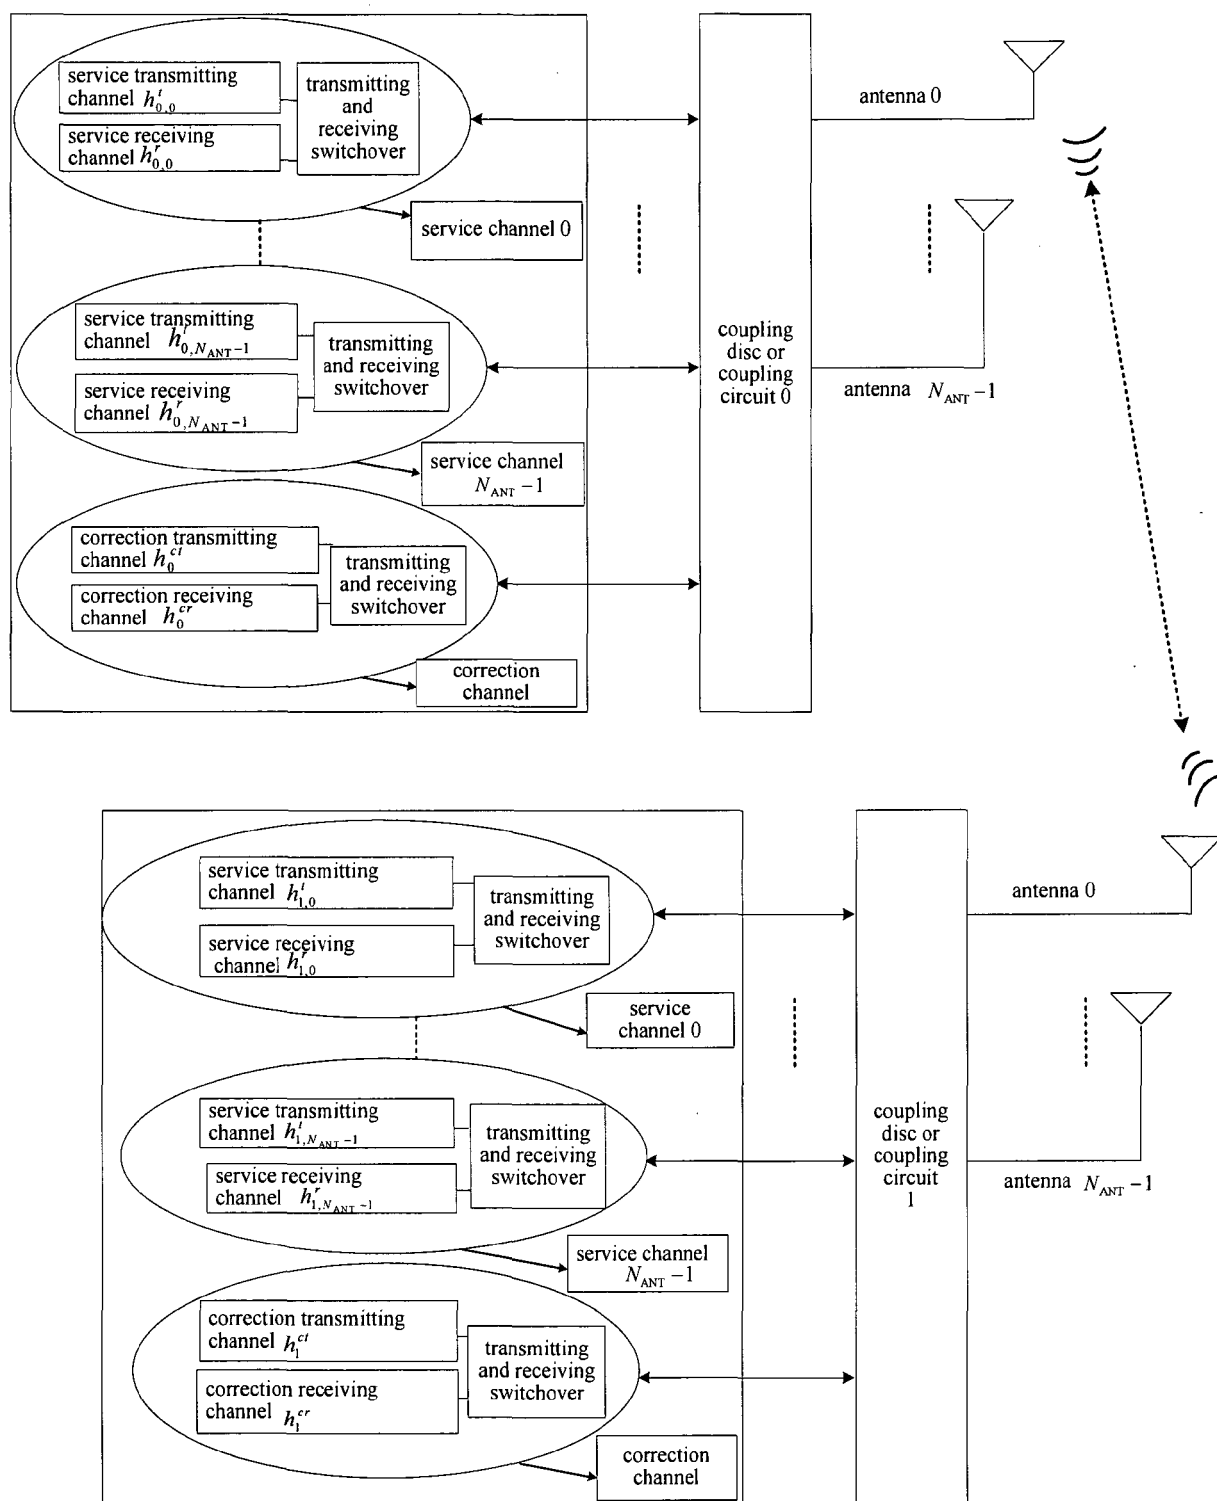 service transmitting
channel h^t_{0,0}
transmitting
and
receiving
switchover
service receiving
channel h^r_{0,0}
service channel 0
antenna 0
service transmitting
channel h^t_{0,N_{ANT}-1}
transmitting
and receiving
switchover
service receiving
channel h^r_{0,N_{ANT}-1}
service channel
N_{ANT}-1
coupling
disc or
coupling
circuit 0
antenna N_{ANT}-1
correction transmitting
channel h^{ct}_0
transmitting
and receiving
switchover
correction receiving
channel h^{cr}_0
correction
channel
service transmitting
channel h^t_{1,0}
transmitting
and receiving
switchover
service receiving
channel h^r_{1,0}
service
channel 0
antenna 0
service transmitting
channel h^t_{1,N_{ANT}-1}
transmitting
and receiving
switchover
service receiving
channel h^r_{1,N_{ANT}-1}
service channel
N_{ANT}-1
coupling
disc or
coupling
circuit
1
antenna N_{ANT}-1
correction transmitting
channel h^{ct}_1
transmitting
and receiving
switchover
correction receiving
channel h^{cr}_1
correction
channel